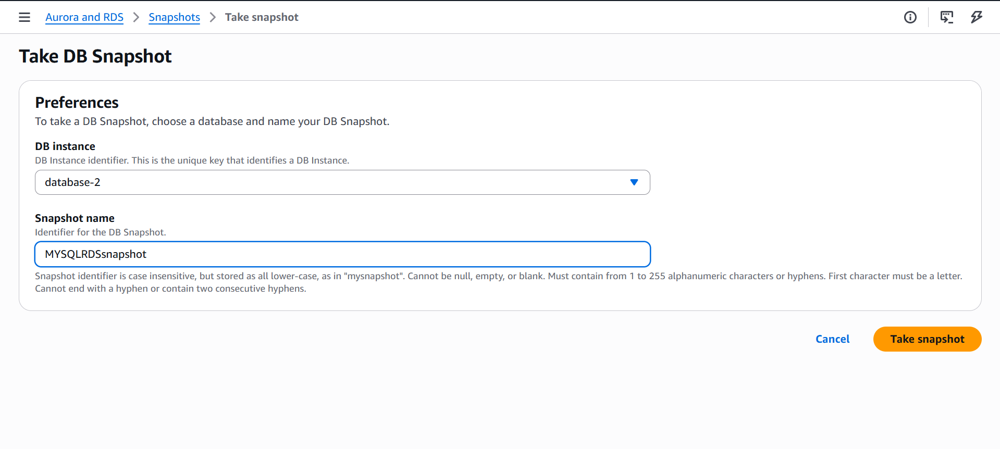 Aurora and RDS > Snapshots > Take snapshot
Take DB Snapshot
Preferences
To take a DB Snapshot, choose a database and name your DB Snapshot.
DB instance
DB Instance identifier. This is the unique key that identifies a DB Instance.
database-2
Snapshot name
Identifier for the DB Snapshot.
MYSQLRDSsnapshot
Snapshot identifier is case insensitive, but stored as all lower-case, as in "mysnapshot". Cannot be null, empty, or blank. Must contain from 1 to 255 alphanumeric characters or hyphens. First character must be a letter.
Cannot end with a hyphen or contain two consecutive hyphens.
Cancel Take snapshot